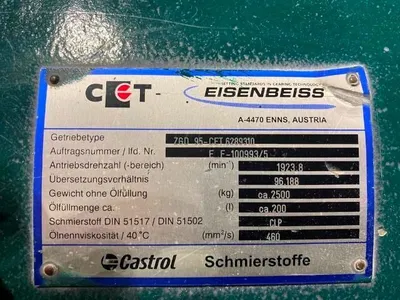 CET-
EISENBEISS
A-4470 ENNS, AUSTRIA
Getriebetype ZGD 95-CET 6289310
Auftragsnummer / lfd. Nr. E F-100993/5
Antriebsdrehzahl (-bereich) (min⁻¹) 1923.8
Übersetzungsverhältnis 96.188
Gewicht ohne Ölfüllung (kg) ca.2500
Ölfüllmenge ca. (l) ca.200
Schmierstoff DIN 51517 / DIN 51502 CLP
Ölnennviskosität / 40°C (mm²/s) 460
Castrol Schmierstoffe